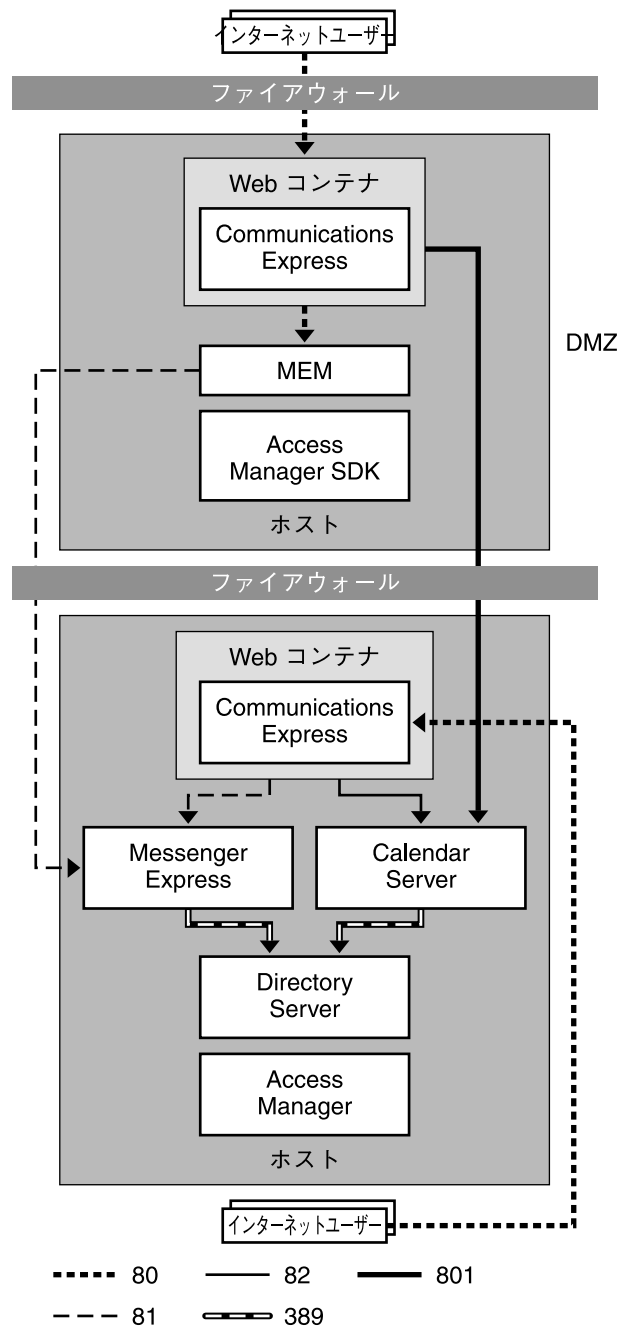 インターネットユーザー
ファイアウォール
Web コンテナ
Communications
Express
MEM
DMZ
Access
Manager SDK
ホスト
ファイアウォール
Web コンテナ
Communications
Express
Messenger
Express
Calendar
Server
Directory
Server
Access
Manager
ホスト
インターネットユーザー
80
82
801
81
389